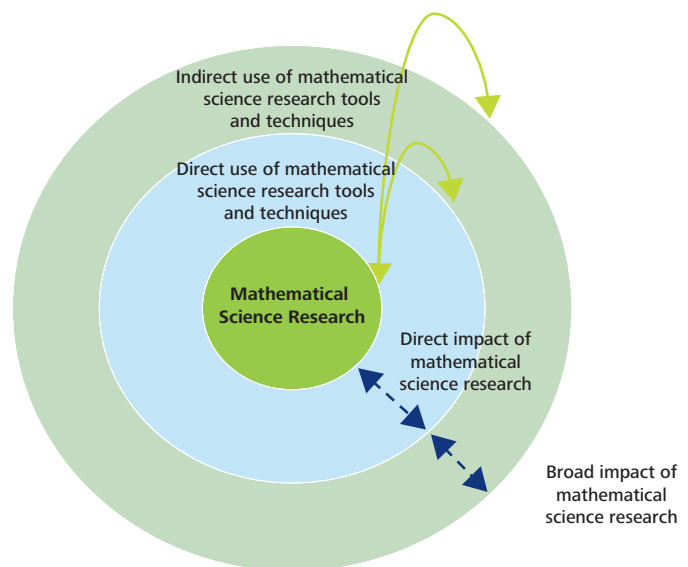 Indirect use of mathematical
science research tools
and techniques
Direct use of mathematical
science research tools
and techniques
Mathematical
Science Research
Direct impact of
mathematical
science research
Broad impact of
mathematical
science research